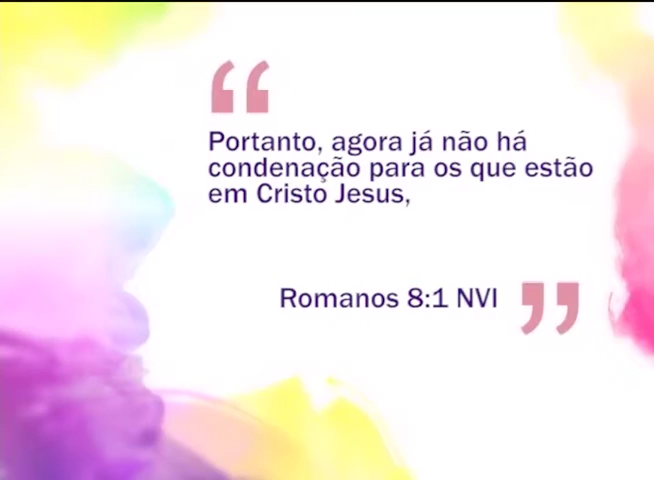 “
Portanto, agora já não há
condenação para os que estão
em Cristo Jesus,
Romanos 8:1 NVI ”